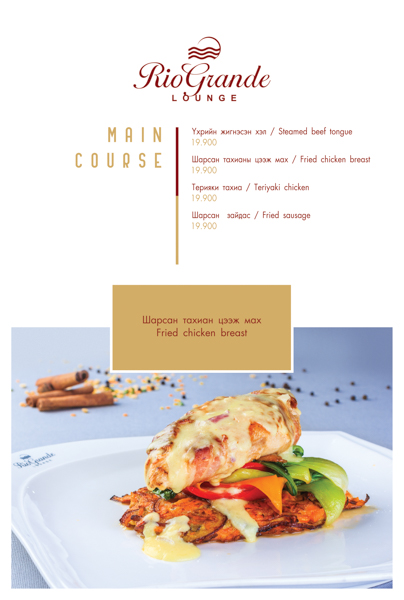 RioGrande
LOUNGE
MAIN
COURSE
Үхрийн жигнэсэн хэл / Steamed beef tongue
19.900
Шарсан тахианы цээж мах / Fried chicken breast
19.900
Терияки тахиа / Teriyaki chicken
19.900
Шарсан зайдас / Fried sausage
19.900
Шарсан тахиан цээж мах
Fried chicken breast
RioGrande